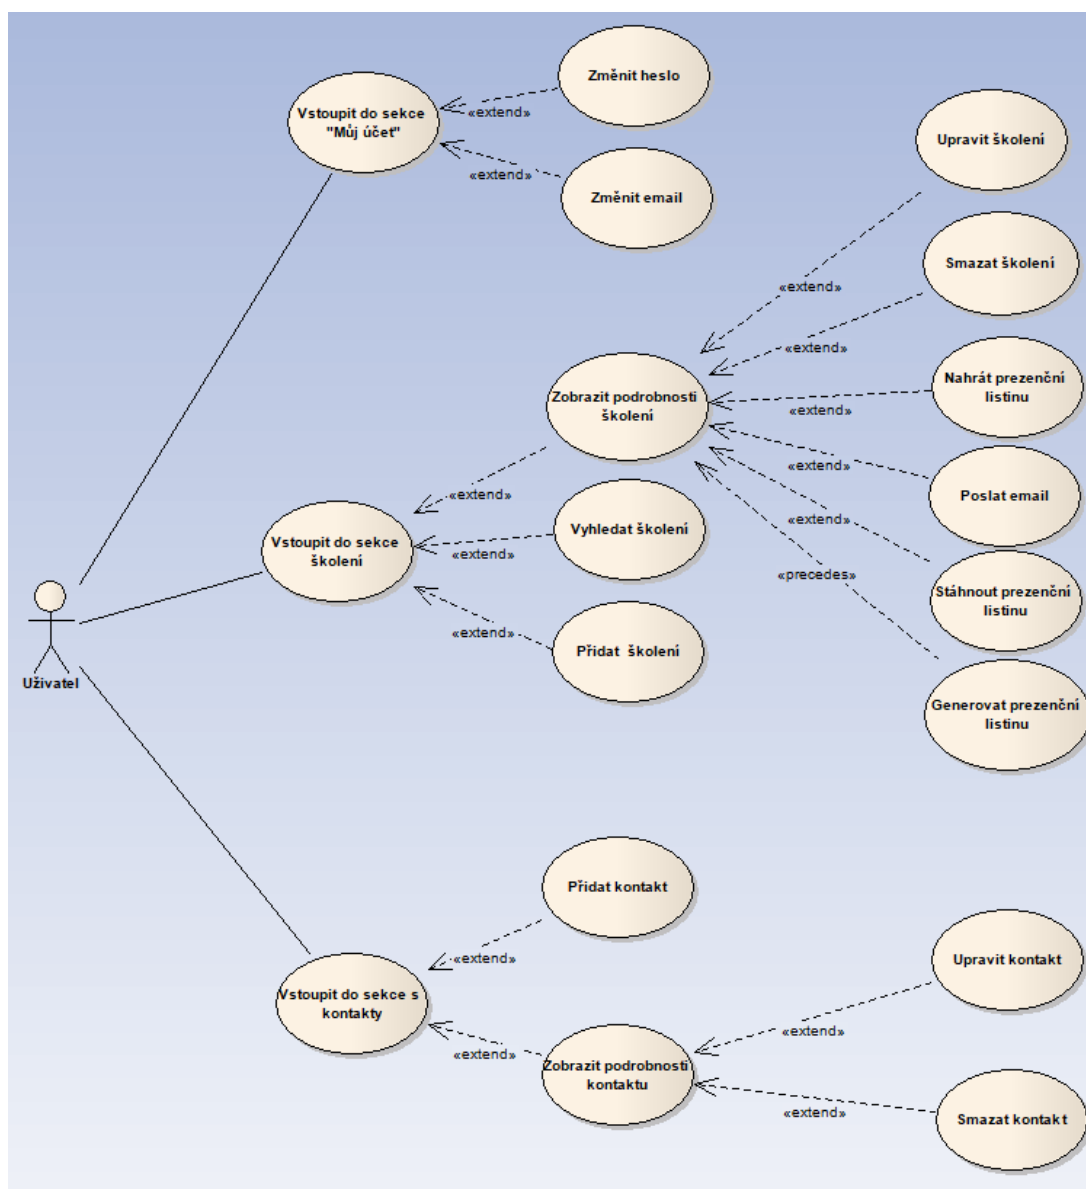 Změnit heslo
Vstoupit do sekce
"Můj účet"
«extend»
Upravit školení
«extend»
Změnit email
Smazat školení
«extend»
«extend»
Nahrát prezenční
listinu
Zobrazit podrobnosti
školení
«extend»
«extend»
Poslat email
«extend»
Vyhledat školení
«extend»
Vstoupit do sekce
školení
«extend»
«precedes»
Stáhnout prezenční
listinu
«extend»
Přidat  školení
Uživatel
Generovat prezenční
listinu
Přidat kontakt
«extend»
Upravit kontakt
Vstoupit do sekce s
kontakty
«extend»
«extend»
Zobrazit podrobnosti
kontaktu
«extend»
Smazat kontakt